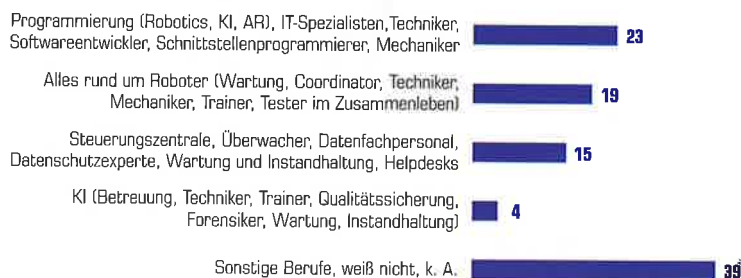 Programmierung (Robotics, KI, AR), IT-Spezialisten,Techniker,
Softwareentwickler, Schnittstellenprogrammierer, Mechaniker
23
Alles rund um Roboter (Wartung, Coordinator, Techniker,
Mechaniker, Trainer, Tester im Zusammenleben)
19
Steuerungszentrale, Überwacher, Datenfachpersonal,
Datenschutzexperte, Wartung und Instandhaltung, Helpdesks
15
KI (Betreuung, Techniker, Trainer, Qualitätssicherung,
Forensiker, Wartung, Instandhaltung)
4
Sonstige Berufe, weiß nicht, k. A.
39